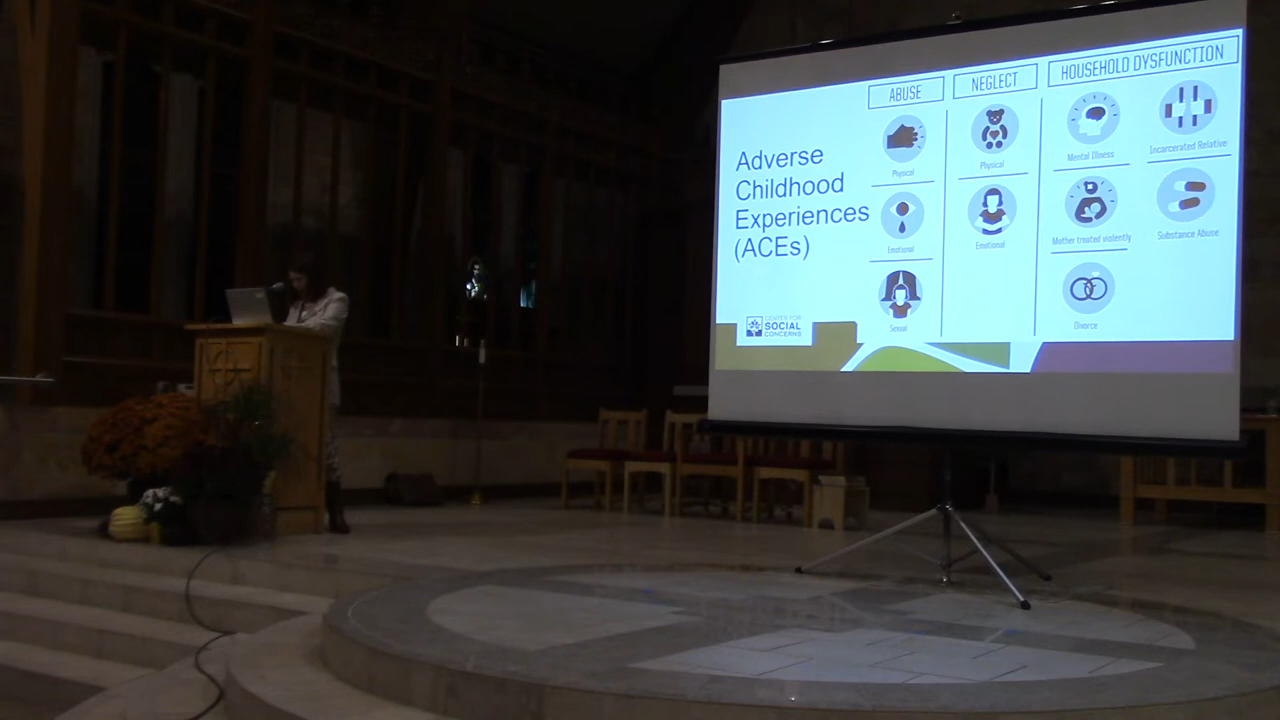 Adverse
Childhood
Experiences
(ACEs)
CENTER FOR
SOCIAL
CONCERNS
ABUSE
Physical
Emotional
Sexual
NEGLECT
Physical
Emotional
HOUSEHOLD DYSFUNCTION
Mental Illness
Mother treated violently
Divorce
Incarcerated Relative
Substance Abuse